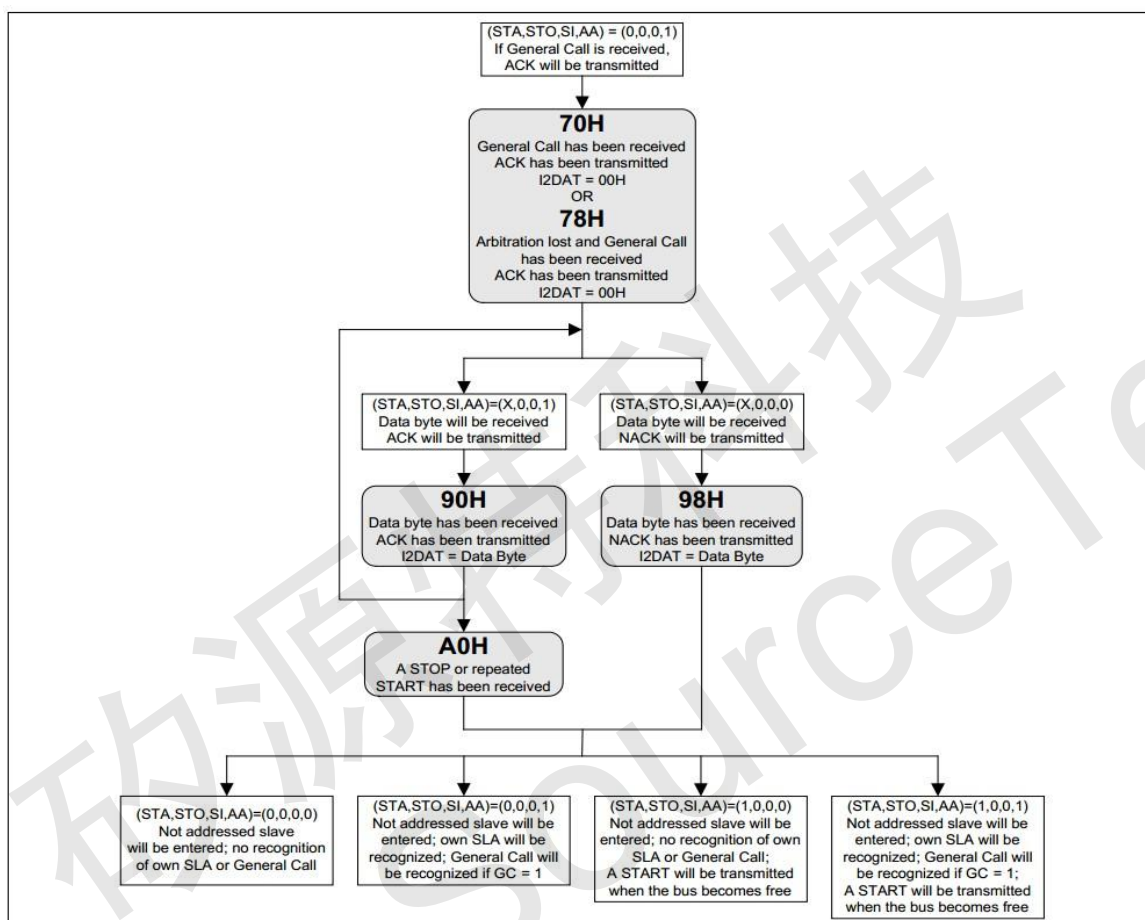 (STA,STO,SI,AA) = (0,0,0,1)
If General Call is received,
ACK will be transmitted
70H
General Call has been received
ACK has been transmitted
I2DAT = 00H
OR
78H
Arbitration lost and General Call
has been received
ACK has been transmitted
I2DAT = 00H
(STA,STO,SI,AA)=(X,0,0,1)
Data byte will be received
ACK will be transmitted
(STA,STO,SI,AA)=(X,0,0,0)
Data byte will be received
NACK will be transmitted
90H
Data byte has been received
ACK has been transmitted
I2DAT = Data Byte
98H
Data byte has been received
NACK has been transmitted
I2DAT = Data Byte
A0H
A STOP or repeated
START has been received
(STA,STO,SI,AA)=(0,0,0,0)
Not addressed slave
will be entered; no recognition
of own SLA or General Call
(STA,STO,SI,AA)=(0,0,0,1)
Not addressed slave will be
entered; own SLA will be
recognized; General Call will
be recognized if GC = 1
(STA,STO,SI,AA)=(1,0,0,0)
Not addressed slave will be
entered; no recognition of own
SLA or General Call;
A START will be transmitted
when the bus becomes free
(STA,STO,SI,AA)=(1,0,0,1)
Not addressed slave will be
entered; own SLA will be
recognized; General Call will
be recognized if GC = 1;
A START will be transmitted
when the bus becomes free
矽源特科技
Source Te